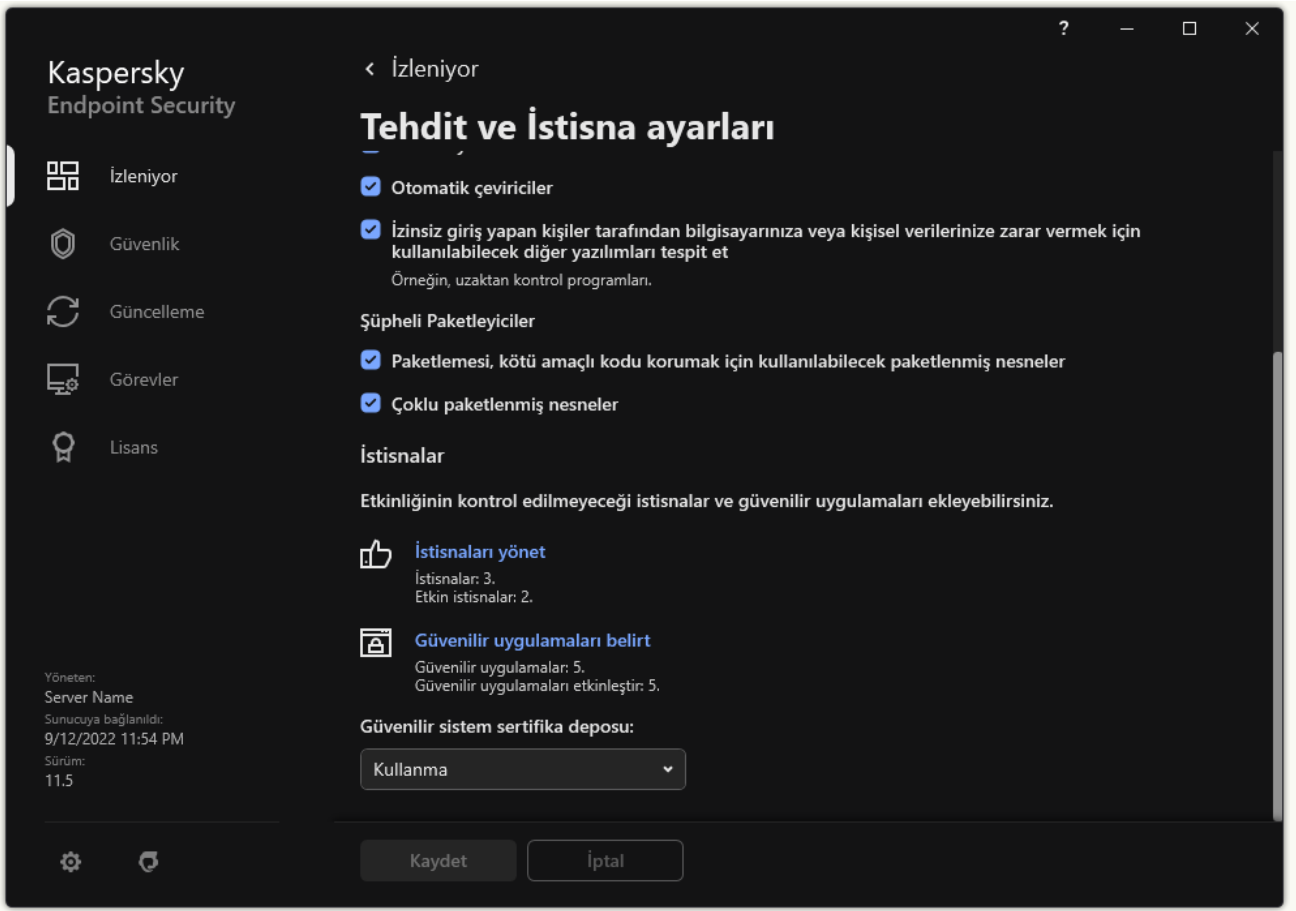 ?
Kaspersky
Endpoint Security
İzleniyor
Güvenlik
Güncelleme
Görevler
Lisans
Yöneten:
Server Name
Sunucuya bağlanıldı:
9/12/2022 11:54 PM
Sürüm:
11.5
İzleniyor
Tehdit ve İstisna ayarları
Otomatik çeviriciler
İzinsiz giriş yapan kişiler tarafından bilgisayarınıza veya kişisel verilerinize zarar vermek için
kullanılabilecek diğer yazılımları tespit et
Örneğin, uzaktan kontrol programları.
Şüpheli Paketleyiciler
Paketlemesi, kötü amaçlı kodu korumak için kullanılabilecek paketlenmiş nesneler
Çoklu paketlenmiş nesneler
İstisnalar
Etkinliğinin kontrol edilmeyeceği istisnalar ve güvenilir uygulamaları ekleyebilirsiniz.
İstisnaları yönet
İstisnalar: 3.
Etkin istisnalar: 2.
Güvenilir uygulamaları belirt
Güvenilir uygulamalar: 5.
Güvenilir uygulamaları etkinleştir: 5.
Güvenilir sistem sertifika deposu:
Kullanma
Kaydet
İptal